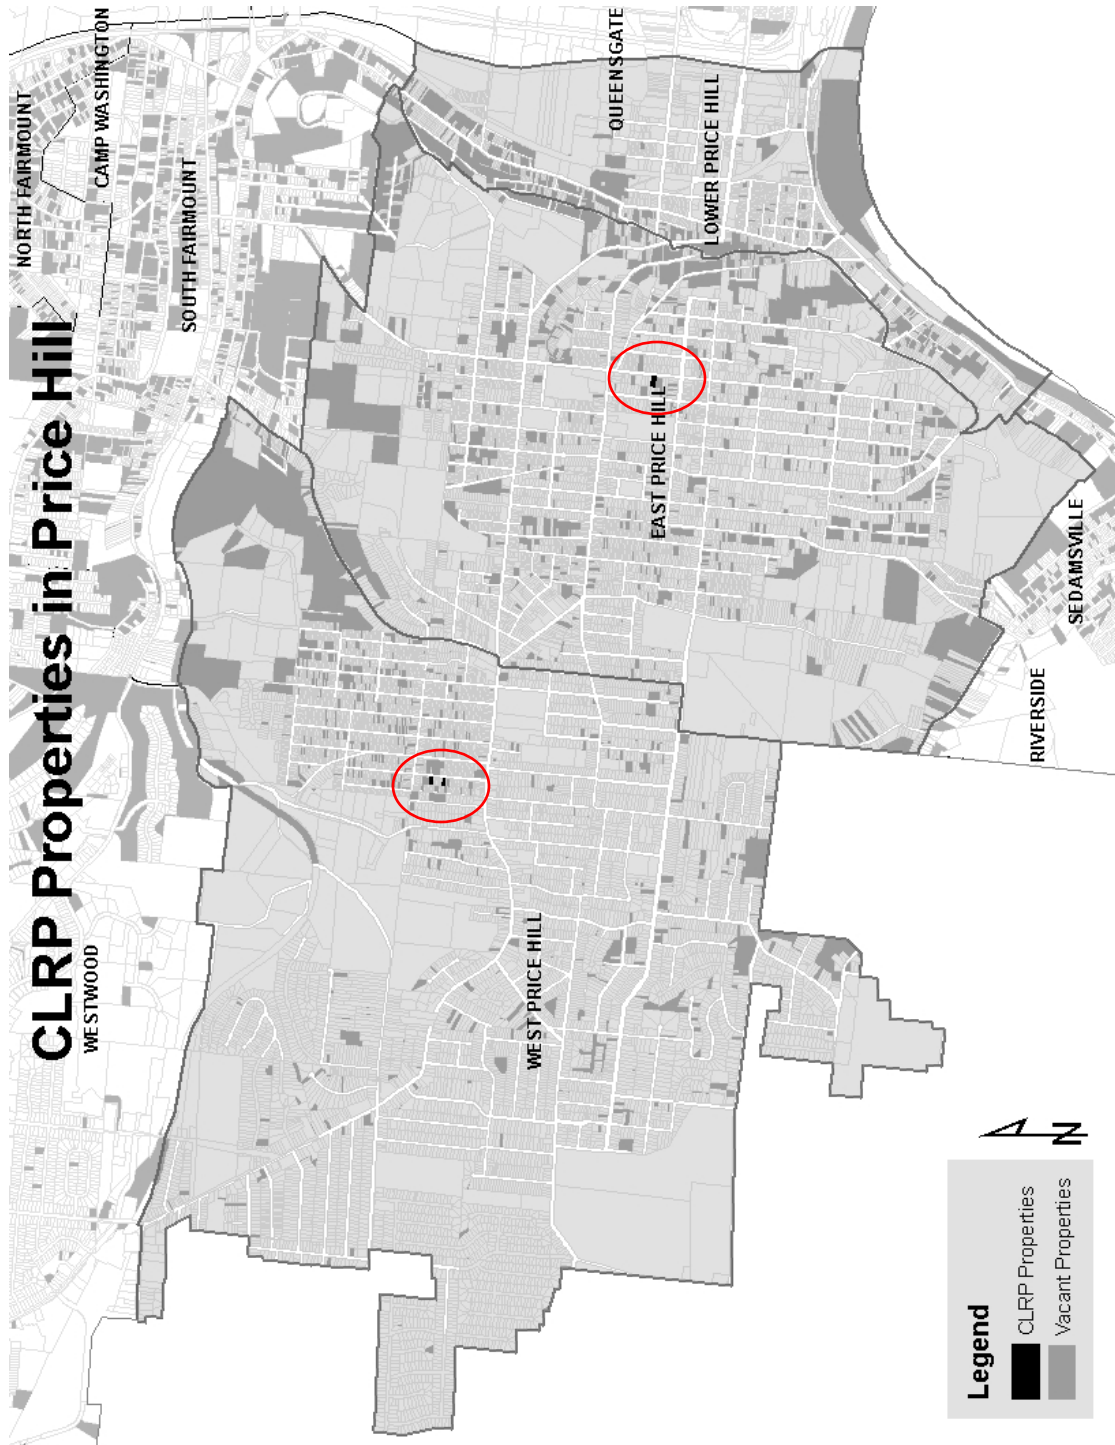 CLRP Properties in Price Hill
NORTH FAIRMOUNT
CAMP WASHINGTON
SOUTH FAIRMOUNT
WESTWOOD
QUEENSGATE
LOWER PRICE HILL
EAST PRICE HILL
WEST PRICE HILL
SEDAMSVILLE
RIVERSIDE
N
Legend
CLRP Properties
Vacant Properties